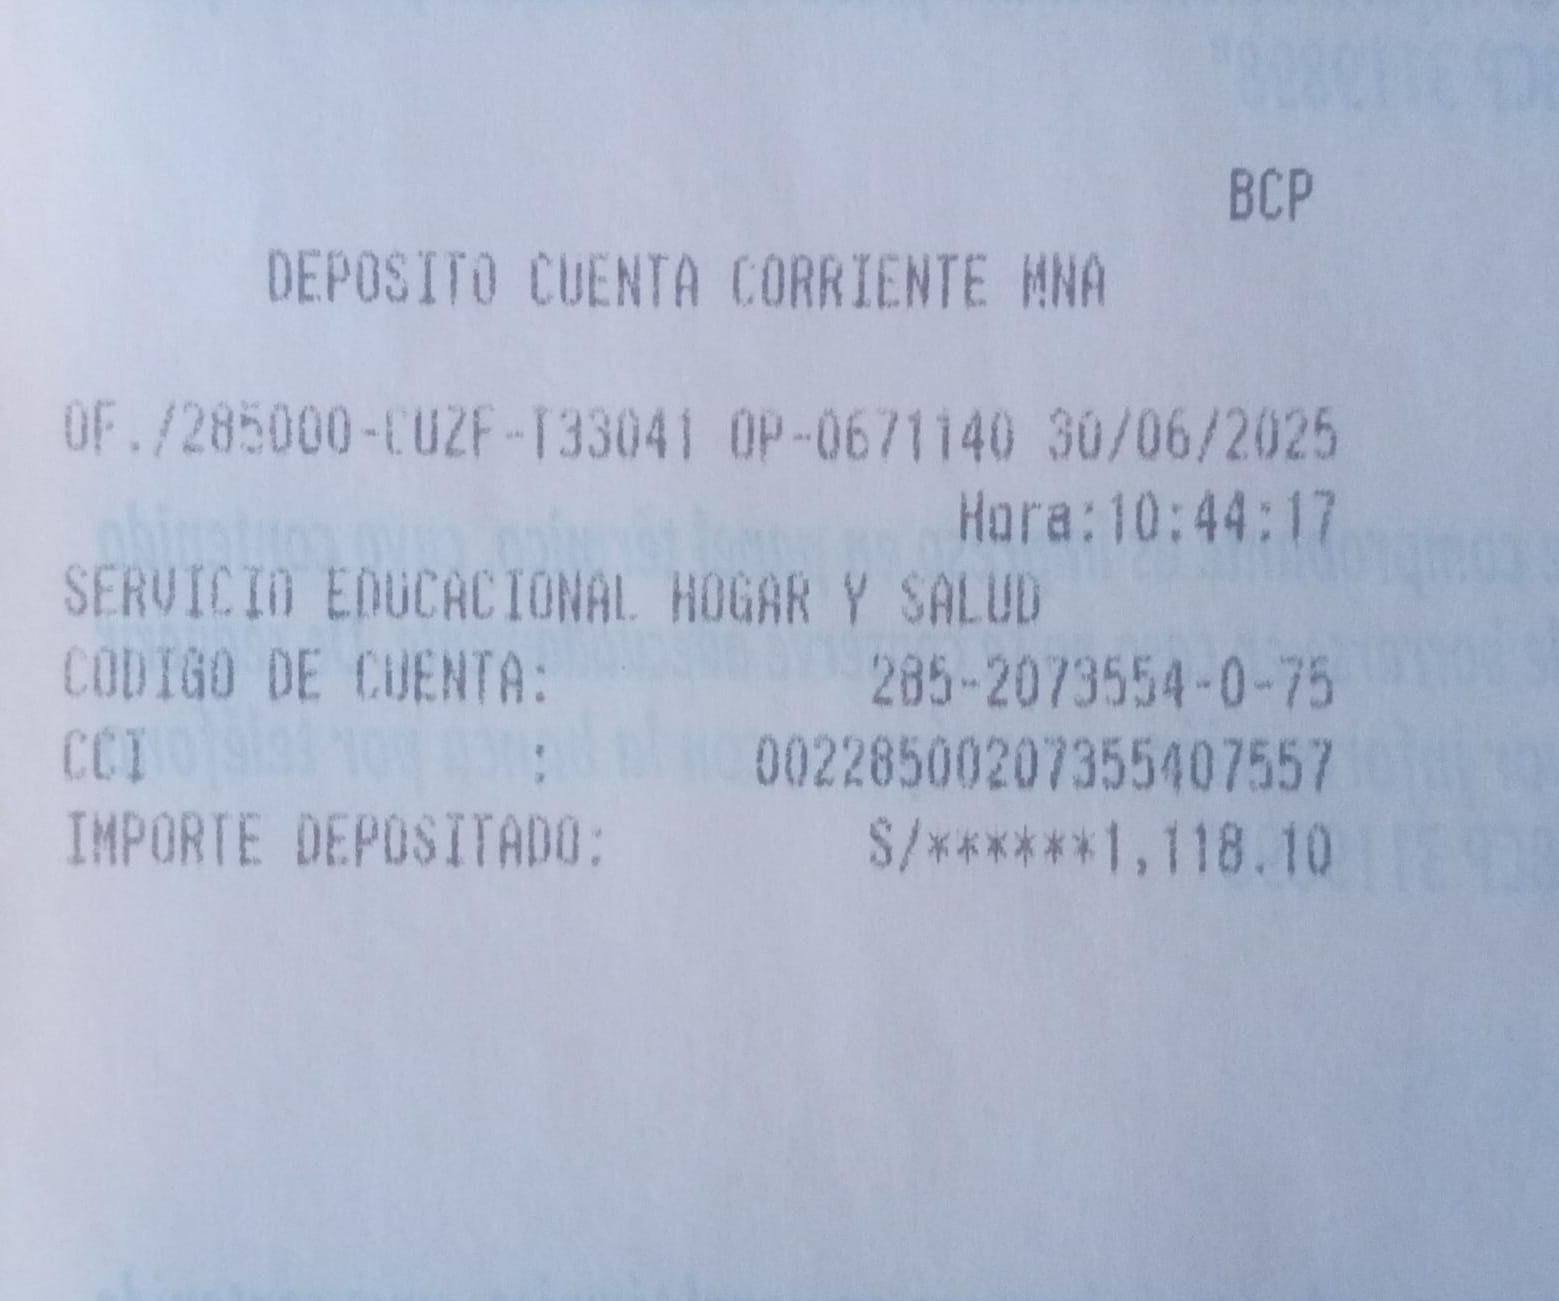 BCP
DEPOSITO CUENTA CORRIENTE MNA
OF./285000-CUZF-T33041 OP-0671140 30/06/2025
Hora:10:44:17
SERVICIO EDUCACIONAL HOGAR Y SALUD
CODIGO DE CUENTA: 285-2073554-0-75
CCI : 00228500207355407557
IMPORTE DEPOSITADO: S/******1,118.10